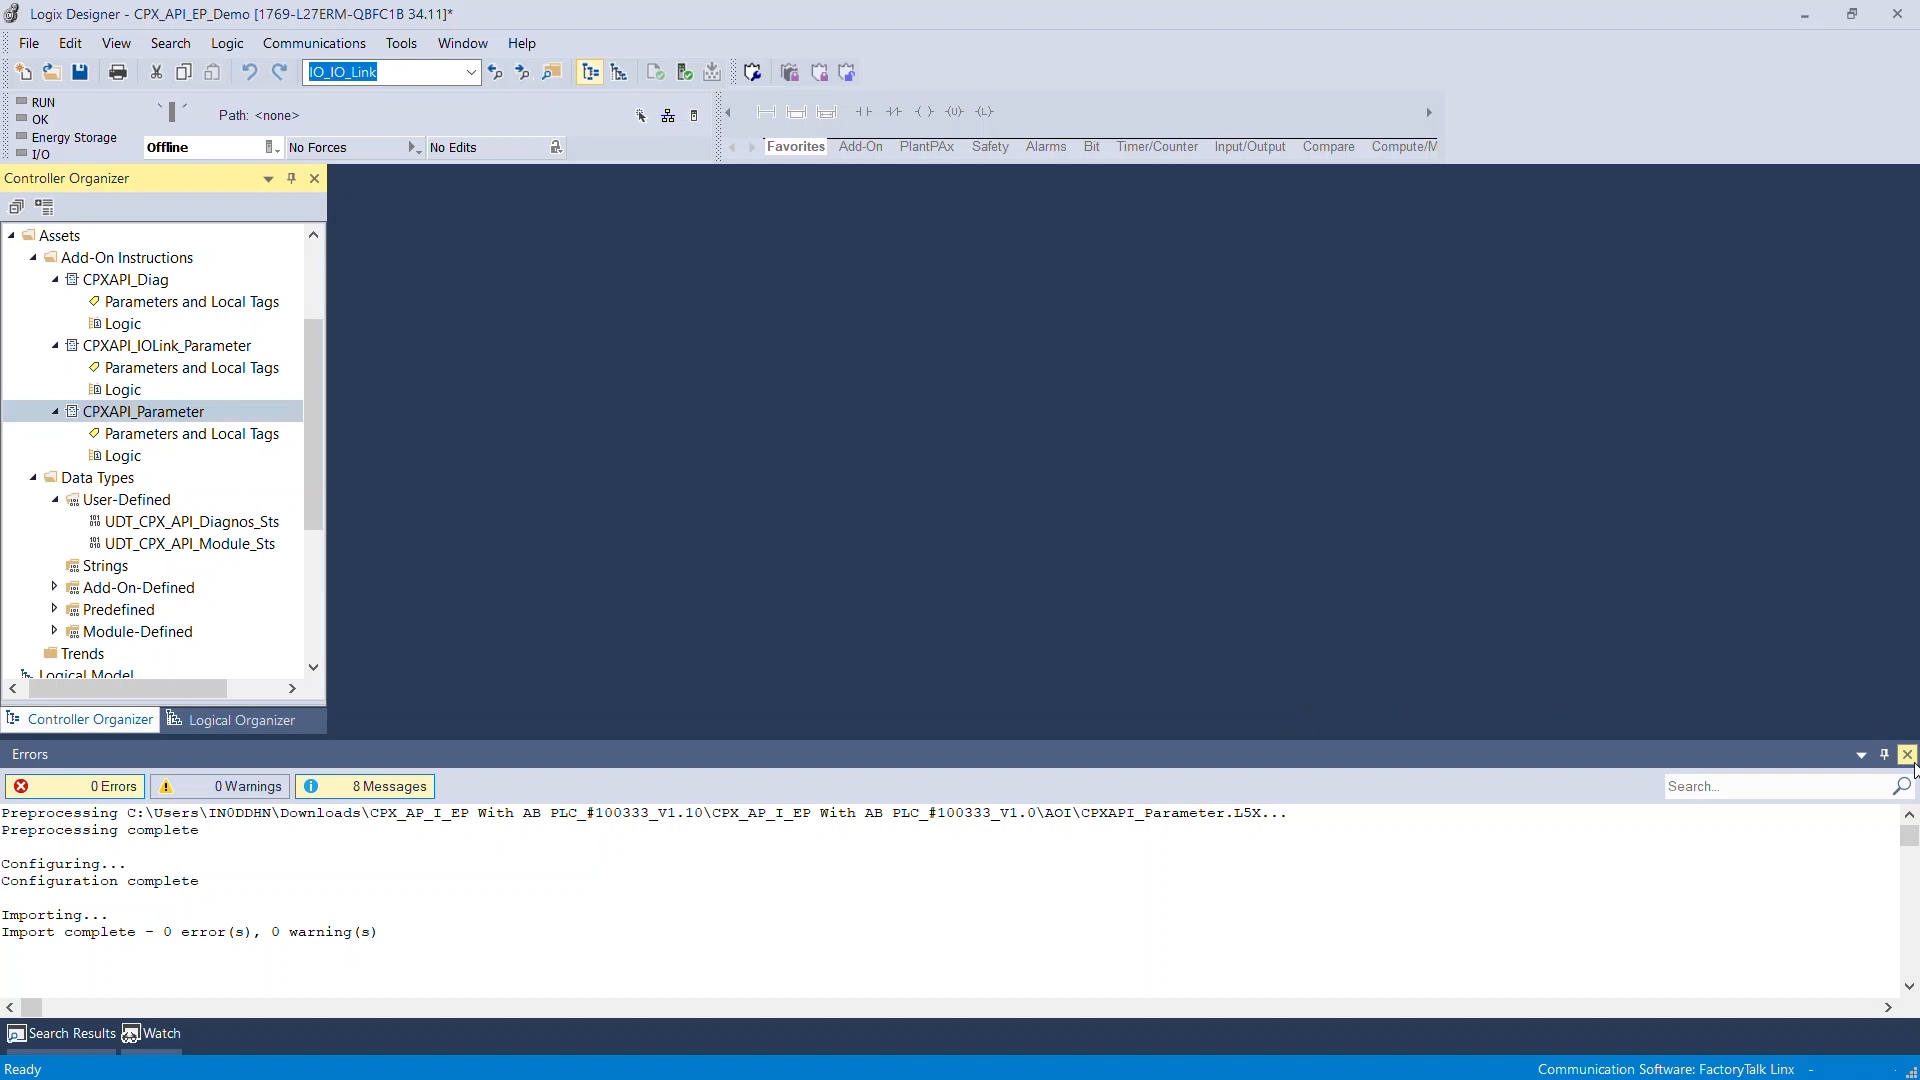 Logix Designer - CPX_API_EP_Demo [1769-L27ERM-QBFC1B 34.11]*
File Edit View Search Logic Communications Tools Window Help
IO_IO_Link
RUN
OK
Energy Storage
I/O
Path: <none>
Offline No Forces No Edits
Favorites Add-On PlantPAx Safety Alarms Bit Timer/Counter Input/Output Compare Compute/M
Controller Organizer
Assets
Add-On Instructions
CPXAPI_Diag
Parameters and Local Tags
Logic
CPXAPI_IOLink_Parameter
Parameters and Local Tags
Logic
CPXAPI_Parameter
Parameters and Local Tags
Logic
Data Types
User-Defined
UDT_CPX_API_Diagnos_Sts
UDT_CPX_API_Module_Sts
Strings
Add-On-Defined
Predefined
Module-Defined
Trends
Logical Model
Controller Organizer Logical Organizer
Errors
0 Errors 0 Warnings 8 Messages Search...
Preprocessing C:\Users\IN0DDHN\Downloads\CPX_AP_I_EP With AB PLC_#100333_V1.10\CPX_AP_I_EP With AB PLC_#100333_V1.0\AOI\CPXAPI_Parameter.L5X...
Preprocessing complete
Configuring...
Configuration complete
Importing...
Import complete - 0 error(s), 0 warning(s)
Search Results Watch
Ready Communication Software: FactoryTalk Linx -